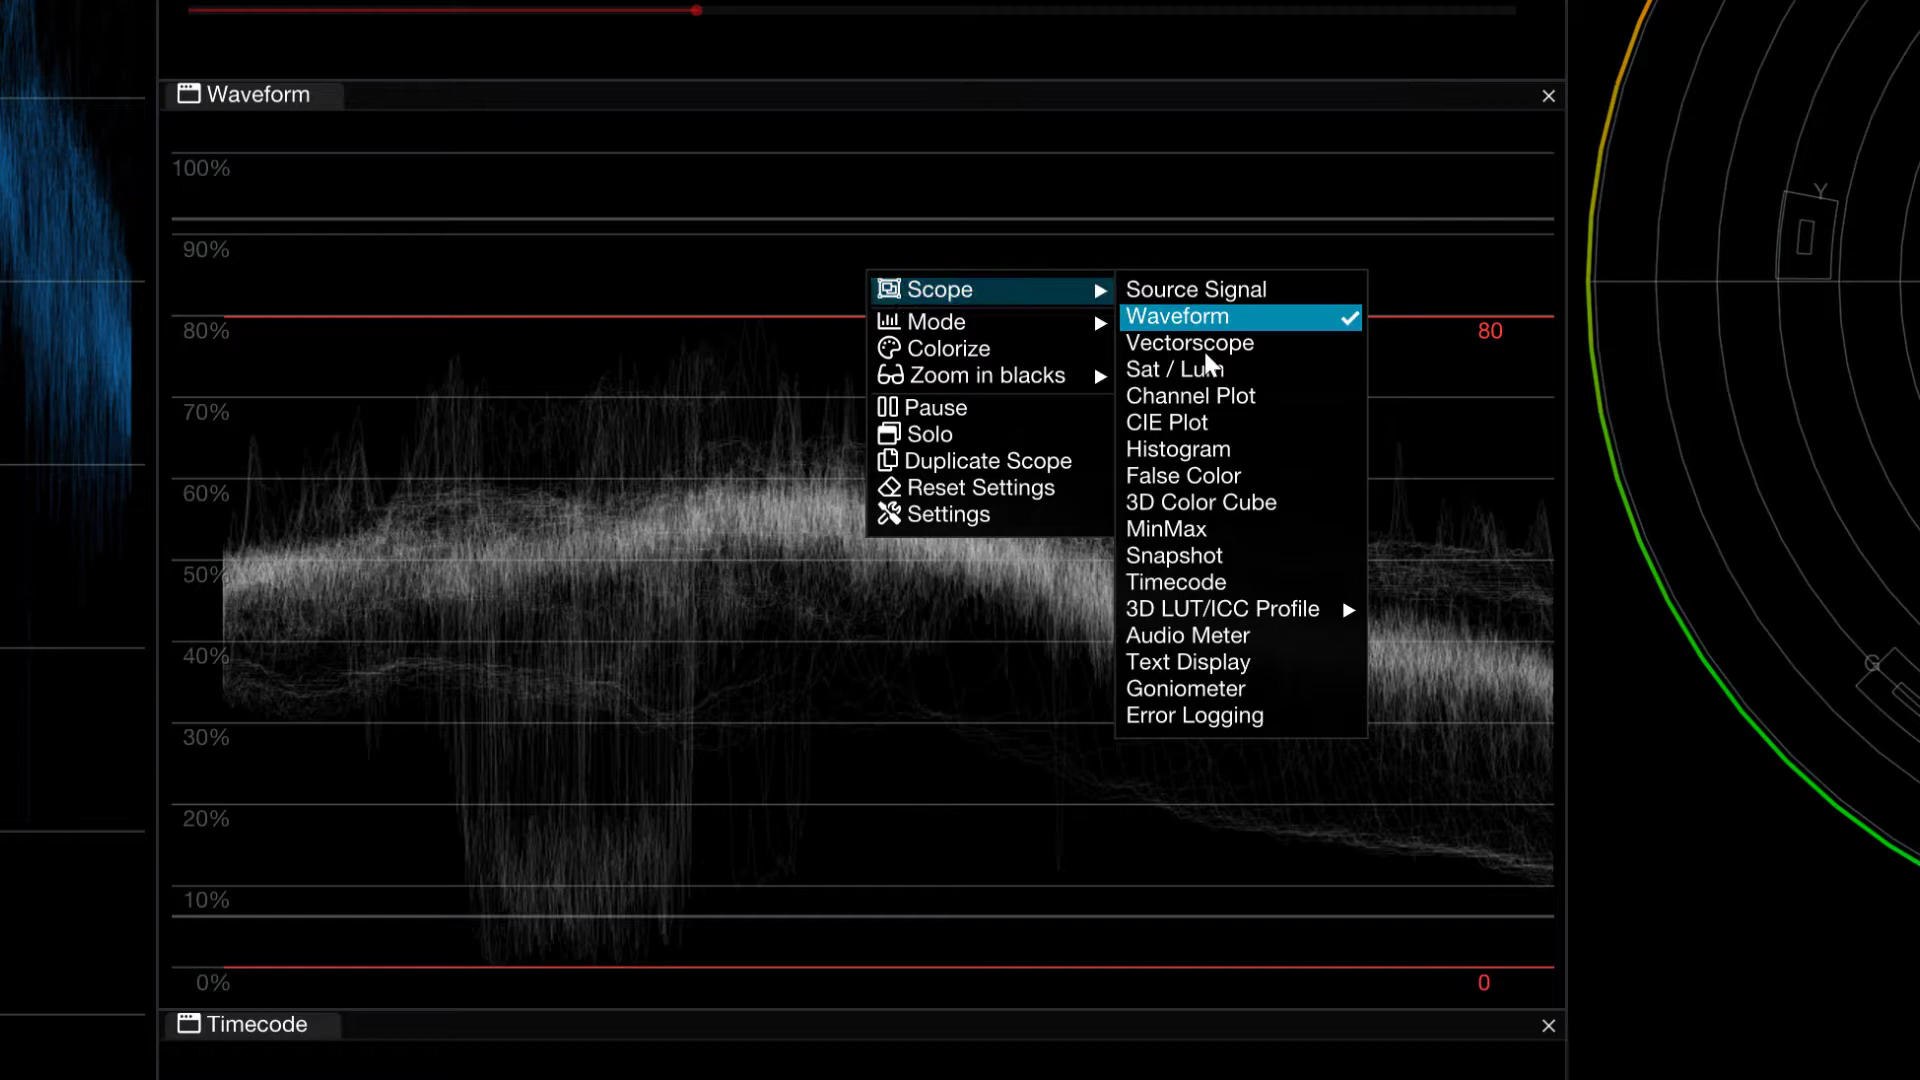 Waveform
100%
90%
80%
80
70%
60%
50%
40%
30%
20%
10%
0%
0
Scope
Mode
Colorize
Zoom in blacks
Pause
Solo
Duplicate Scope
Reset Settings
Settings
Source Signal
Waveform
Vectorscope
Sat / Lum
Channel Plot
CIE Plot
Histogram
False Color
3D Color Cube
MinMax
Snapshot
Timecode
3D LUT/ICC Profile
Audio Meter
Text Display
Goniometer
Error Logging
Y
G
Timecode